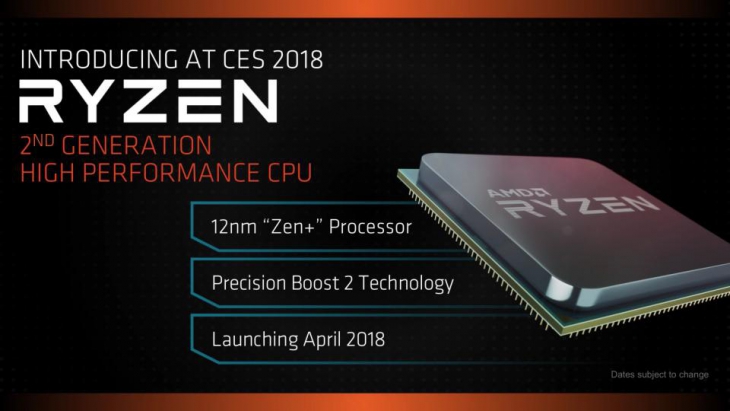 INTRODUCING AT CES 2018
RYZEN
2ND GENERATION
HIGH PERFORMANCE CPU
AMD
RYZEN
12nm “Zen+” Processor
Precision Boost 2 Technology
Launching April 2018
Dates subject to change